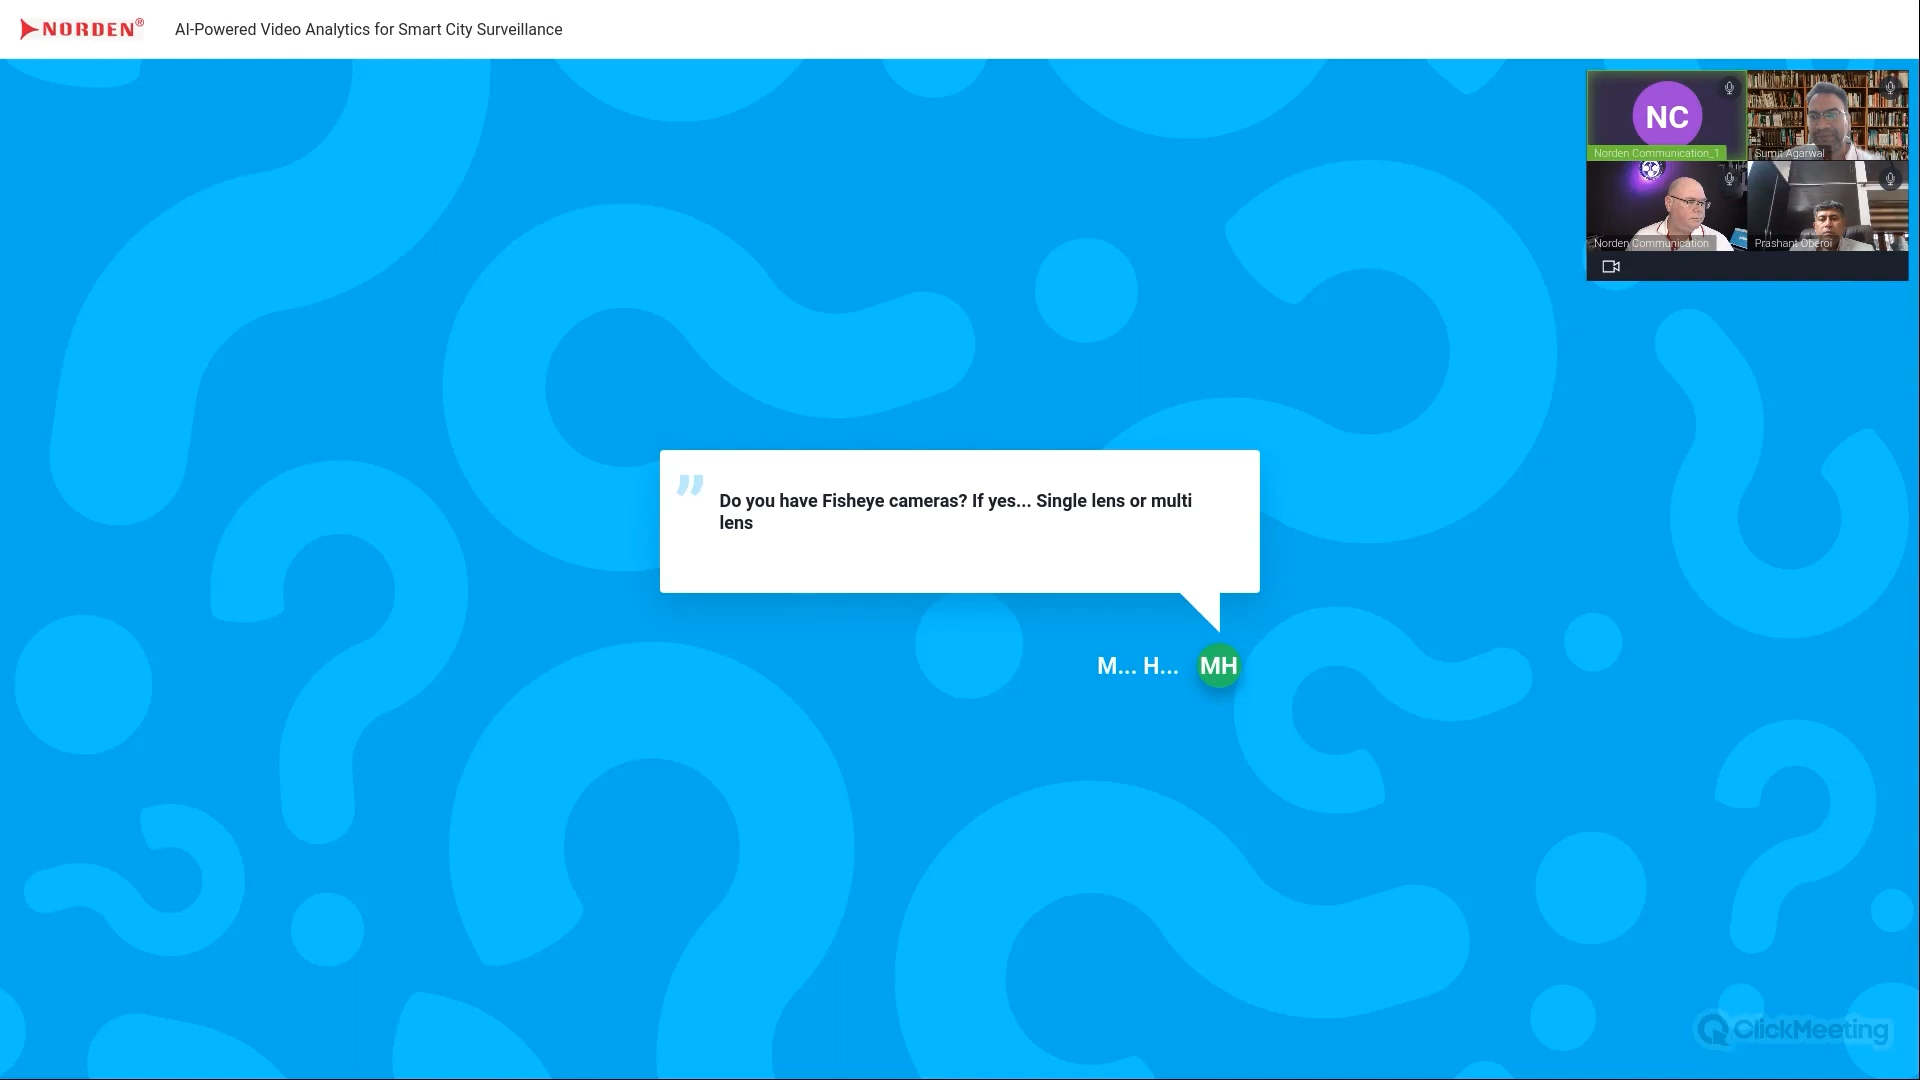 NORDEN®
AI-Powered Video Analytics for Smart City Surveillance
NC
Norden Communication_1
Sumit Agarwal
Norden Communication
Prashant Oberoi
Do you have Fisheye cameras? If yes... Single lens or multi
lens
M... H...
MH
ClickMeeting